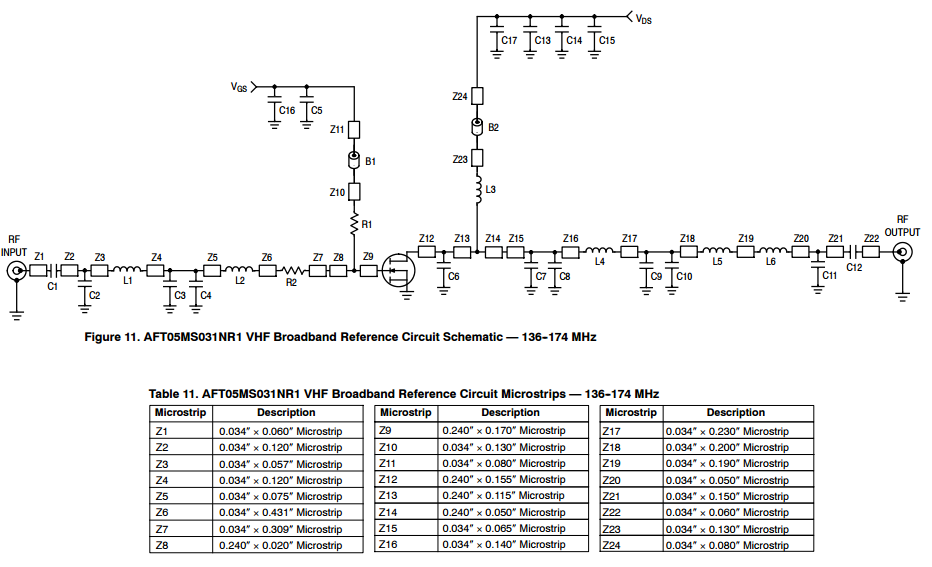 VDS
C17 C13 C14 C15
VGS
C16 C5
Z24
Z11
B2
B1
Z23
Z10
L3
R1
RF
INPUT
RF
OUTPUT
Z1 Z2 Z3 Z4 Z5 Z6 Z7 Z8 Z9
Z12 Z13 Z14 Z15 Z16 Z17 Z18 Z19 Z20 Z21 Z22
C1 C2 L1 C3 C4 L2 R2
C6 C7 C8 L4 C9 C10 L5 L6 C11 C12
Figure 11. AFT05MS031NR1 VHF Broadband Reference Circuit Schematic — 136-174 MHz
Table 11. AFT05MS031NR1 VHF Broadband Reference Circuit Microstrips — 136-174 MHz
Microstrip Description
Z1 0.034″ × 0.060″ Microstrip
Z2 0.034″ × 0.120″ Microstrip
Z3 0.034″ × 0.057″ Microstrip
Z4 0.034″ × 0.120″ Microstrip
Z5 0.034″ × 0.075″ Microstrip
Z6 0.034″ × 0.431″ Microstrip
Z7 0.034″ × 0.309″ Microstrip
Z8 0.240″ × 0.020″ Microstrip
Microstrip Description
Z9 0.240″ × 0.170″ Microstrip
Z10 0.034″ × 0.130″ Microstrip
Z11 0.034″ × 0.080″ Microstrip
Z12 0.240″ × 0.155″ Microstrip
Z13 0.240″ × 0.115″ Microstrip
Z14 0.240″ × 0.050″ Microstrip
Z15 0.034″ × 0.065″ Microstrip
Z16 0.034″ × 0.140″ Microstrip
Microstrip Description
Z17 0.034″ × 0.230″ Microstrip
Z18 0.034″ × 0.200″ Microstrip
Z19 0.034″ × 0.190″ Microstrip
Z20 0.034″ × 0.050″ Microstrip
Z21 0.034″ × 0.150″ Microstrip
Z22 0.034″ × 0.060″ Microstrip
Z23 0.034″ × 0.130″ Microstrip
Z24 0.034″ × 0.080″ Microstrip